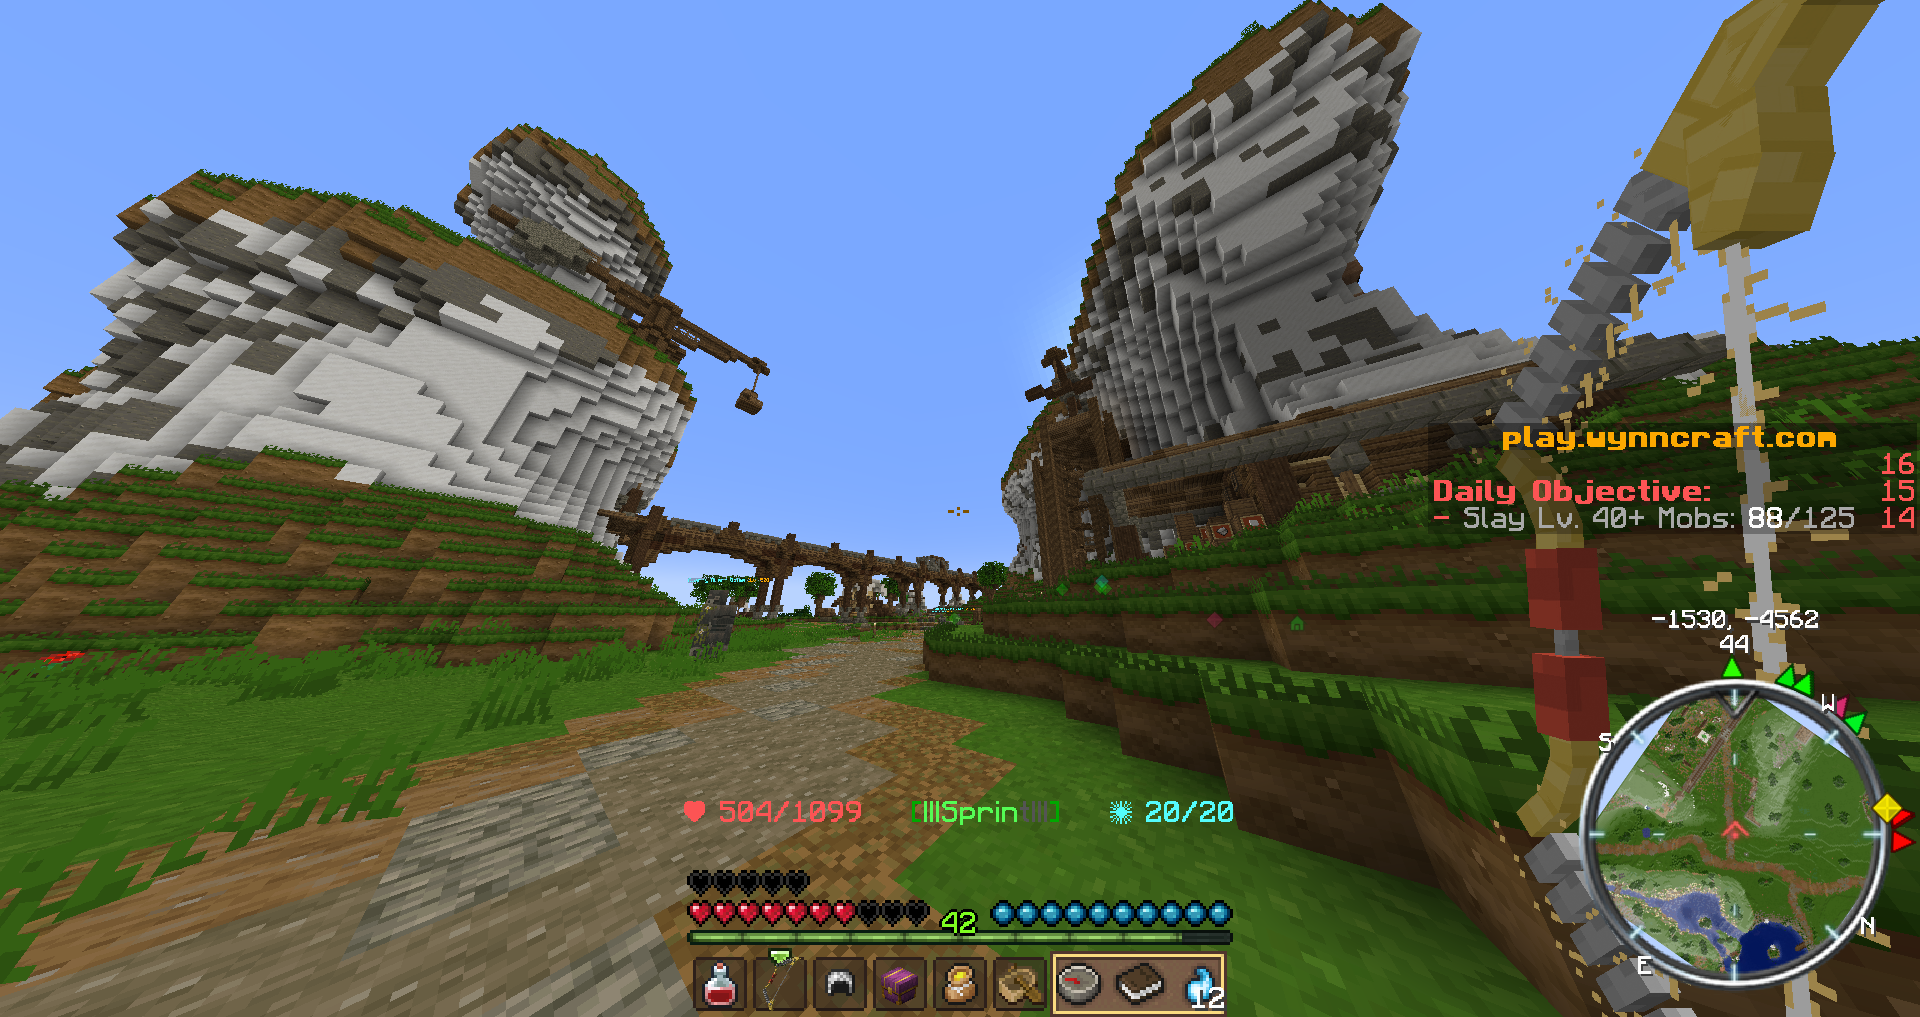 play.wynncraft.com
16
Daily Objective: 15
- Slay Lv. 40+ Mobs: 88/125 14
-1530, -4562
44
W
S
N
E
504/1099 [|||Sprint|||] 20/20
42
12